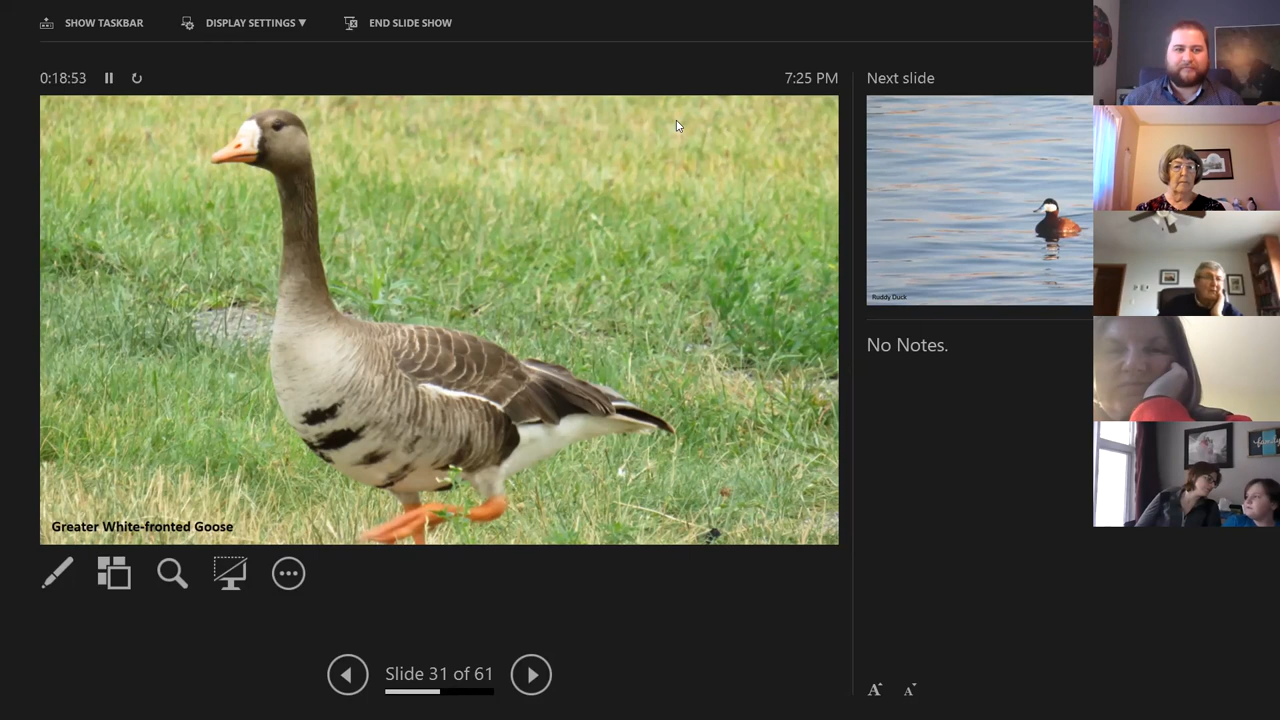 SHOW TASKBAR
DISPLAY SETTINGS ▼
END SLIDE SHOW
0:18:53
7:25 PM
Next slide
Ruddy Duck
No Notes.
Greater White-fronted Goose
Slide 31 of 61
A
A
family